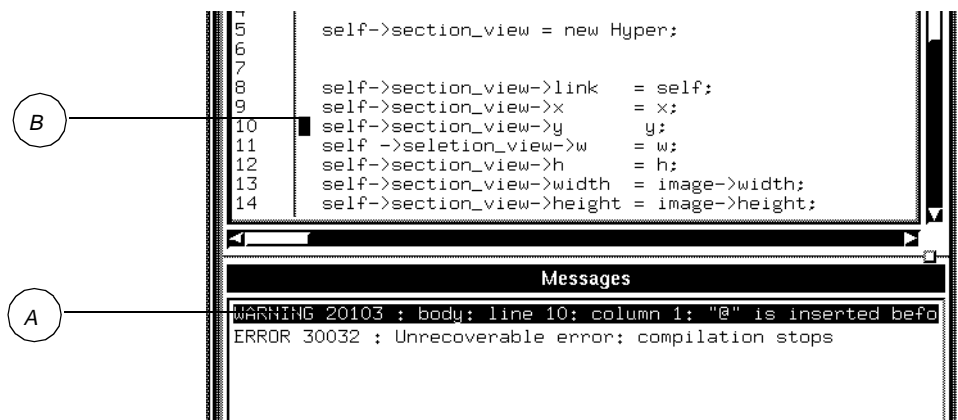 4
5 self->section_view = new Hyper;
6
7
8 self->section_view->link = self;
9 self->section_view->x = x;
B
10 self->section_view->y y;
11 self ->seletion_view->w = w;
12 self->section_view->h = h;
13 self->section_view->width = image->width;
14 self->section_view->height = image->height;
Messages
A
WARNING 20103 : body: line 10: column 1: "@" is inserted befo
ERROR 30032 : Unrecoverable error: compilation stops